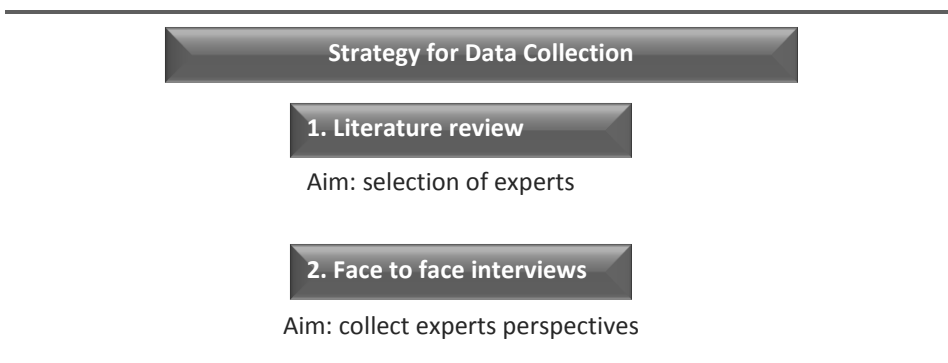 Strategy for Data Collection
1. Literature review
Aim: selection of experts
2. Face to face interviews
Aim: collect experts perspectives